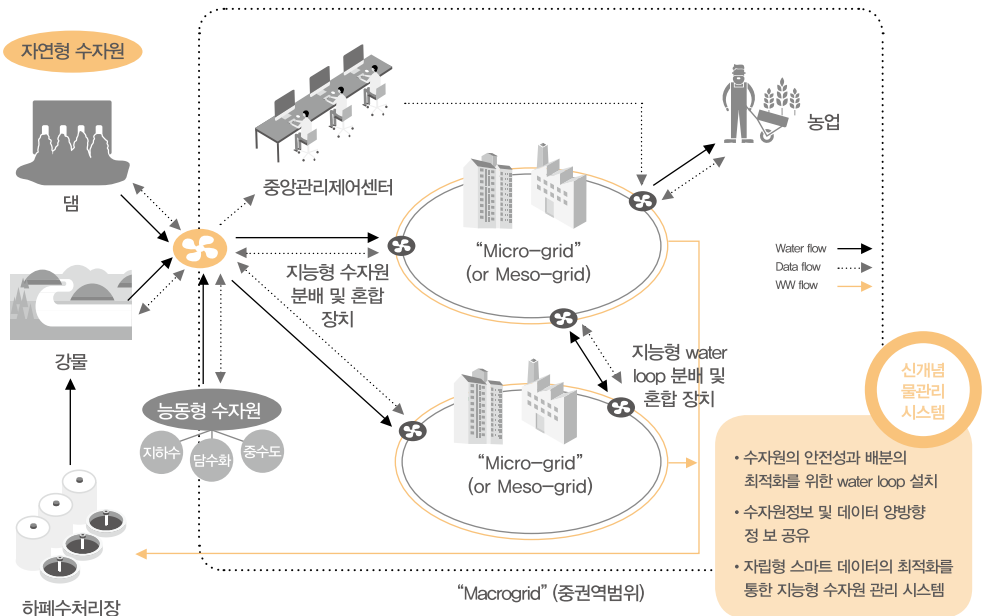 자연형 수자원
댐
강물
하폐수처리장
중앙관리제어센터
농업
지능형 수자원
분배 및 혼합
장치
능동형 수자원
지하수
담수화
중수도
“Micro-grid”
(or Meso-grid)
지능형 water
loop 분배 및
혼합 장치
“Micro-grid”
(or Meso-grid)
Water flow
Data flow
WW flow
신개념
물관리
시스템
• 수자원의 안전성과 배분의
최적화를 위한 water loop 설치
• 수자원정보 및 데이터 양방향
정 보 공유
• 자립형 스마트 데이터의 최적화를
통한 지능형 수자원 관리 시스템
“Macrogrid” (중권역범위)